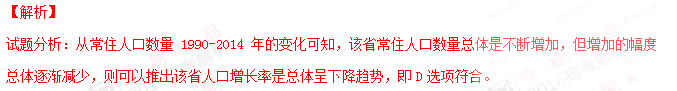 【解析】
试题分析：从常住人口数量 1990-2014 年的变化可知，该省常住人口数量总体是不断增加，但增加的幅度
总体逐渐减少，则可以推出该省人口增长率是总体呈下降趋势，即 D 选项符合。